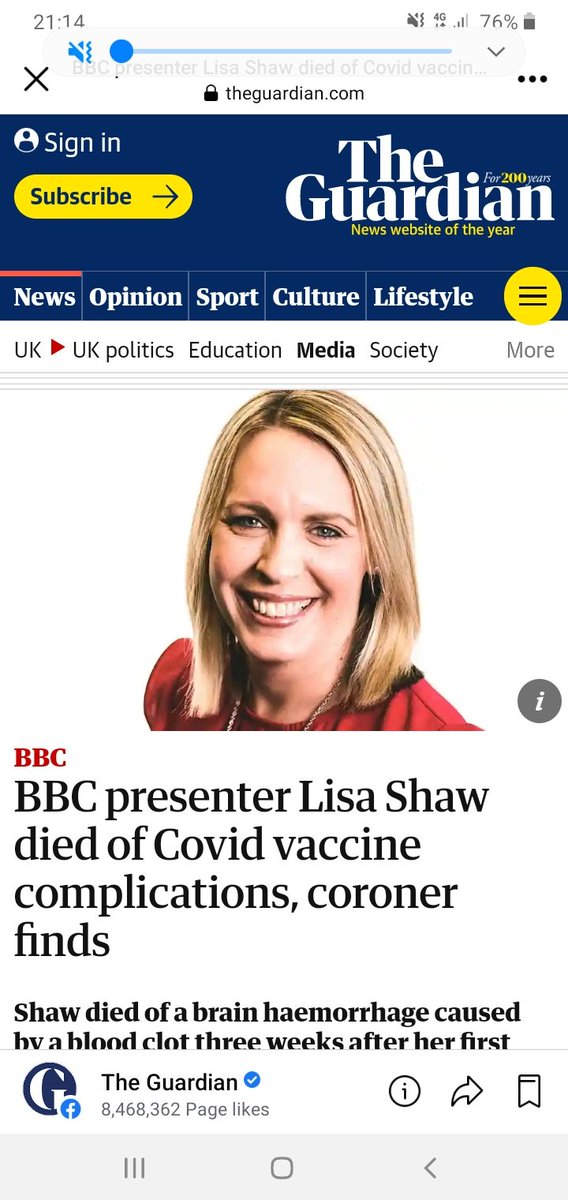 21:14
4G
76%
BBC presenter Lisa Shaw died of Covid vaccin...
theguardian.com
Sign in
Subscribe
The
Guardian
For 200 years
News website of the year
News Opinion Sport Culture Lifestyle
UK UK politics Education Media Society More
i
BBC
BBC presenter Lisa Shaw
died of Covid vaccine
complications, coroner
finds
Shaw died of a brain haemorrhage caused
by a blood clot three weeks after her first
The Guardian
8,468,362 Page likes